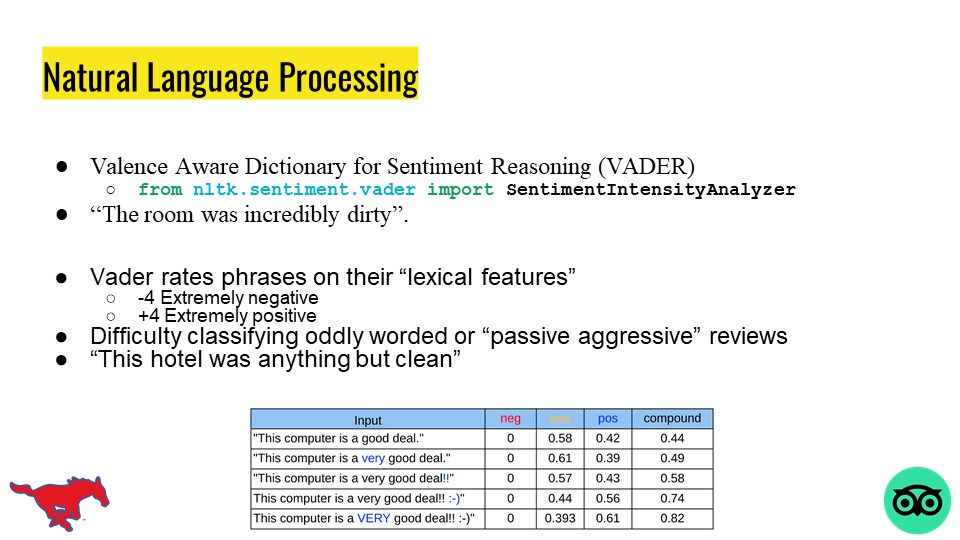 Natural Language Processing
● Valence Aware Dictionary for Sentiment Reasoning (VADER)
○ from nltk.sentiment.vader import SentimentIntensityAnalyzer
● “The room was incredibly dirty”.
● Vader rates phrases on their “lexical features”
○ -4 Extremely negative
○ +4 Extremely positive
● Difficulty classifying oddly worded or “passive aggressive” reviews
● “This hotel was anything but clean”
Input neg neu pos compound
"This computer is a good deal." 0 0.58 0.42 0.44
"This computer is a very good deal." 0 0.61 0.39 0.49
"This computer is a very good deal!!" 0 0.57 0.43 0.58
This computer is a very good deal!! :-)" 0 0.44 0.56 0.74
This computer is a VERY good deal!! :-)" 0 0.393 0.61 0.82